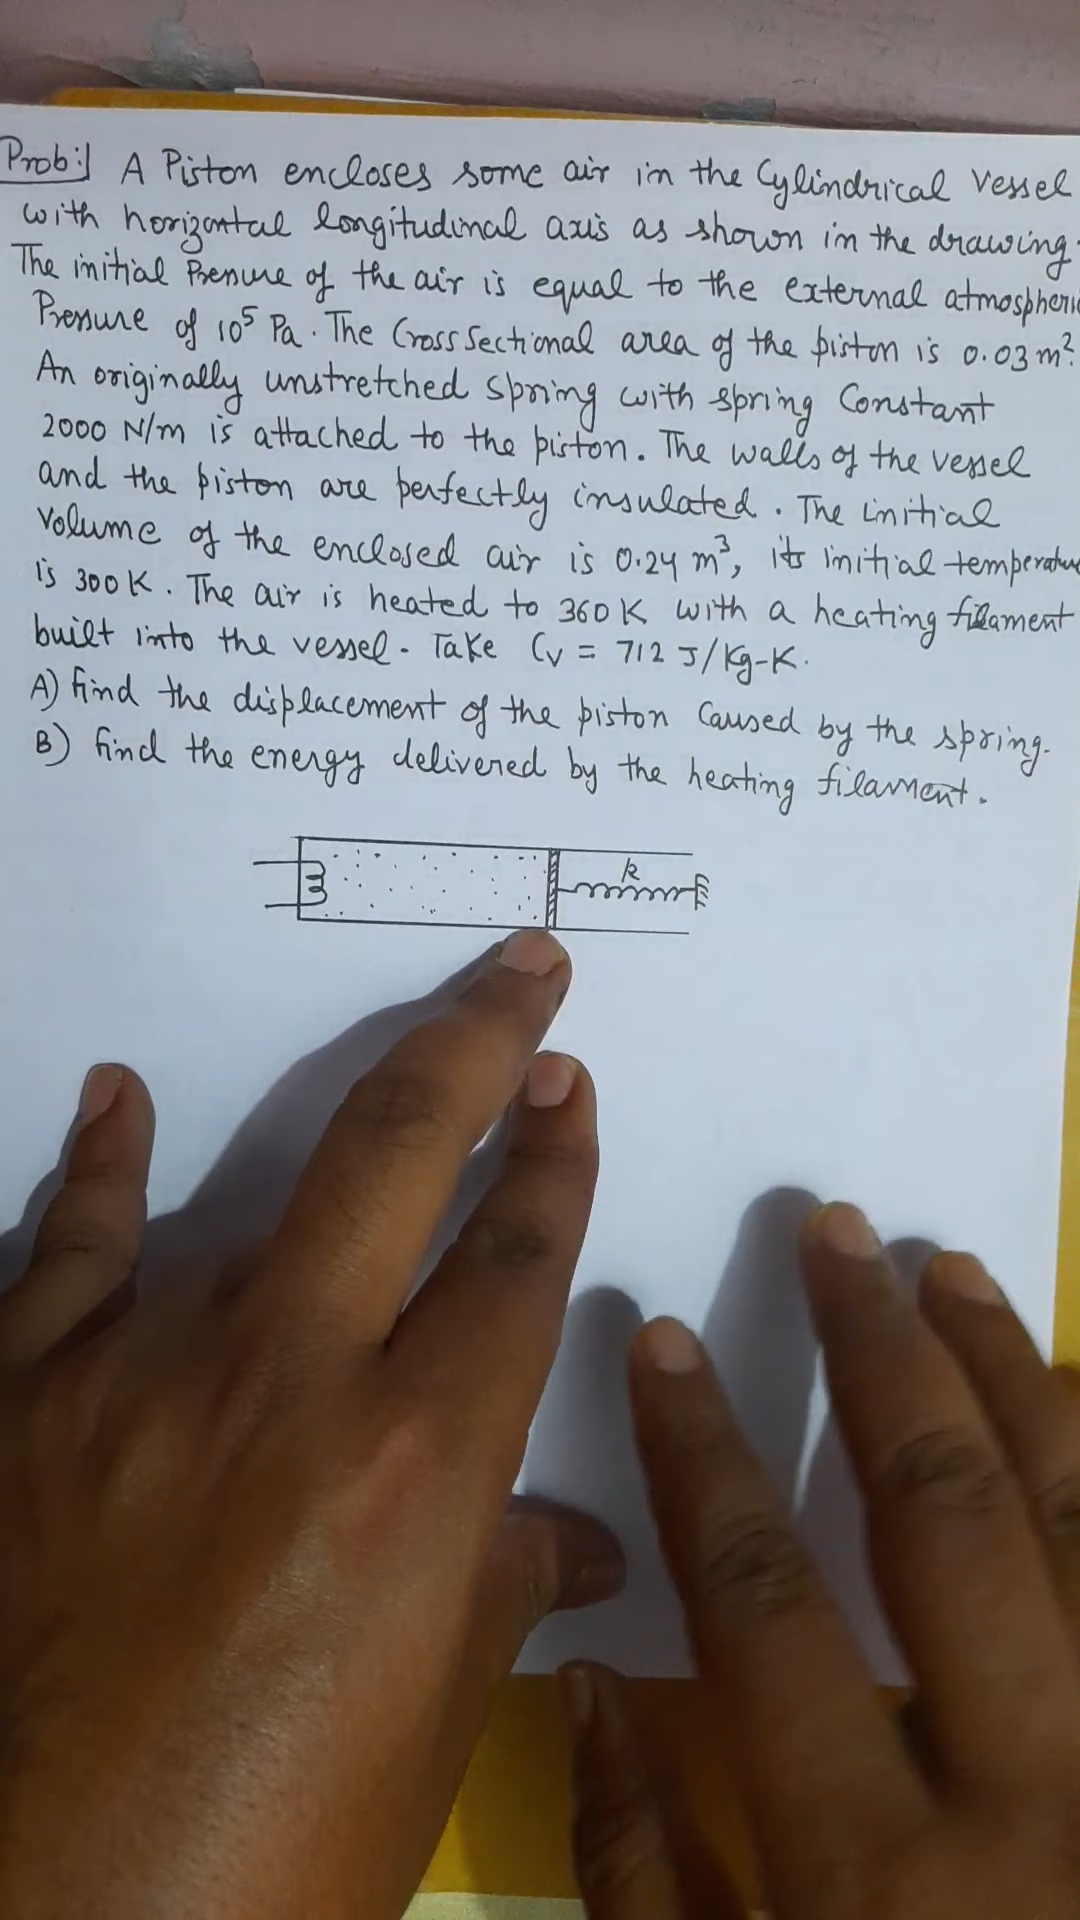 Prob:1 A Piston encloses some air in the Cylindrical Vessel
with horizontal longitudinal axis as shown in the drawing.
The initial Pressure of the air is equal to the external atmospheric
Pressure of 10⁵ Pa. The Cross Sectional area of the piston is 0.03 m².
An originally unstretched spring with spring Constant
2000 N/m is attached to the piston. The walls of the vessel
and the piston are perfectly insulated. The initial
Volume of the enclosed air is 0.24 m³, its initial temperature
is 300 K. The air is heated to 360 K with a heating filament
built into the vessel. Take Cv = 712 J/Kg-K.
A) find the displacement of the piston Caused by the spring.
B) find the energy delivered by the heating filament.
k